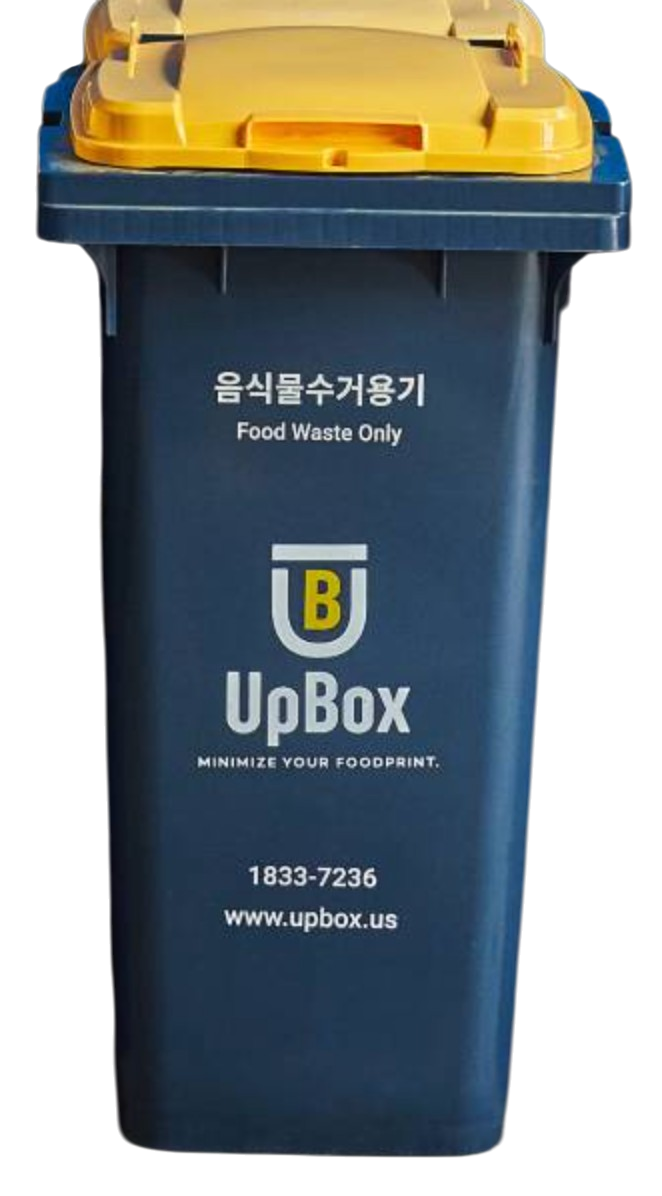 음식물수거용기
Food Waste Only
UB
UpBox
MINIMIZE YOUR FOODPRINT.
1833-7236
www.upbox.us